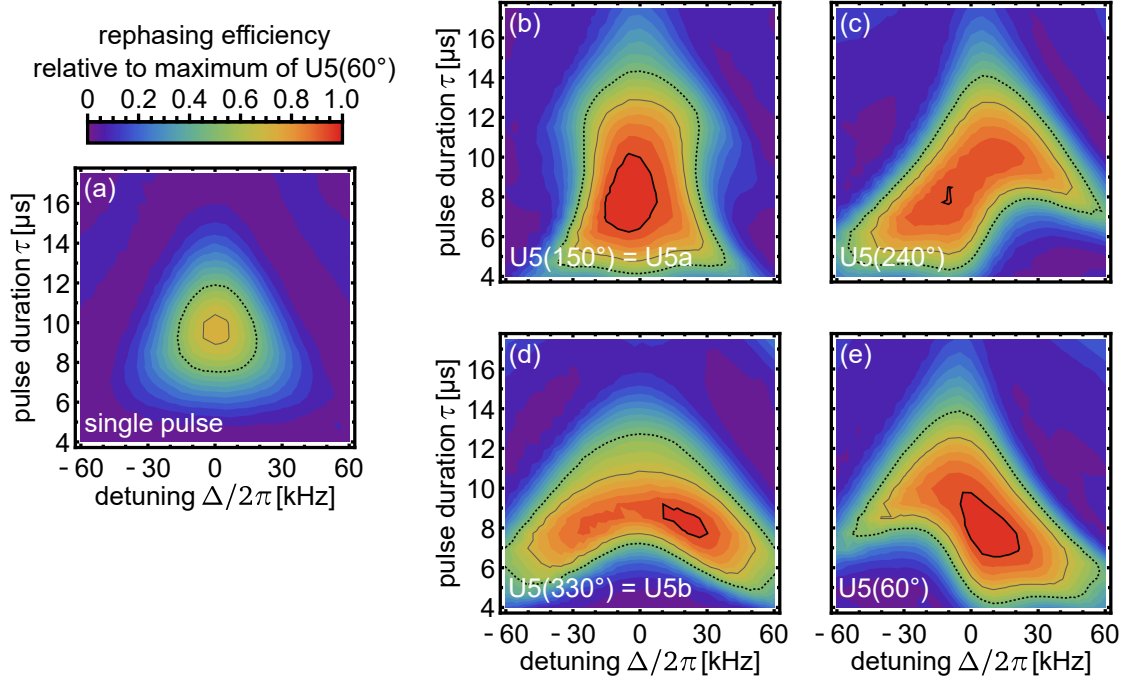 rephasing efficiency
relative to maximum of U5(60°)
0 0.2 0.4 0.6 0.8 1.0
(a)
single pulse
pulse duration τ [μs]
16
14
12
10
8
6
4
-60 -30 0 30 60
detuning Δ/2π [kHz]
(b)
U5(150°) = U5a
pulse duration τ [μs]
16
14
12
10
8
6
4
(c)
U5(240°)
(d)
U5(330°) = U5b
pulse duration τ [μs]
16
14
12
10
8
6
4
-60 -30 0 30 60
detuning Δ/2π [kHz]
(e)
U5(60°)
-60 -30 0 30 60
detuning Δ/2π [kHz]